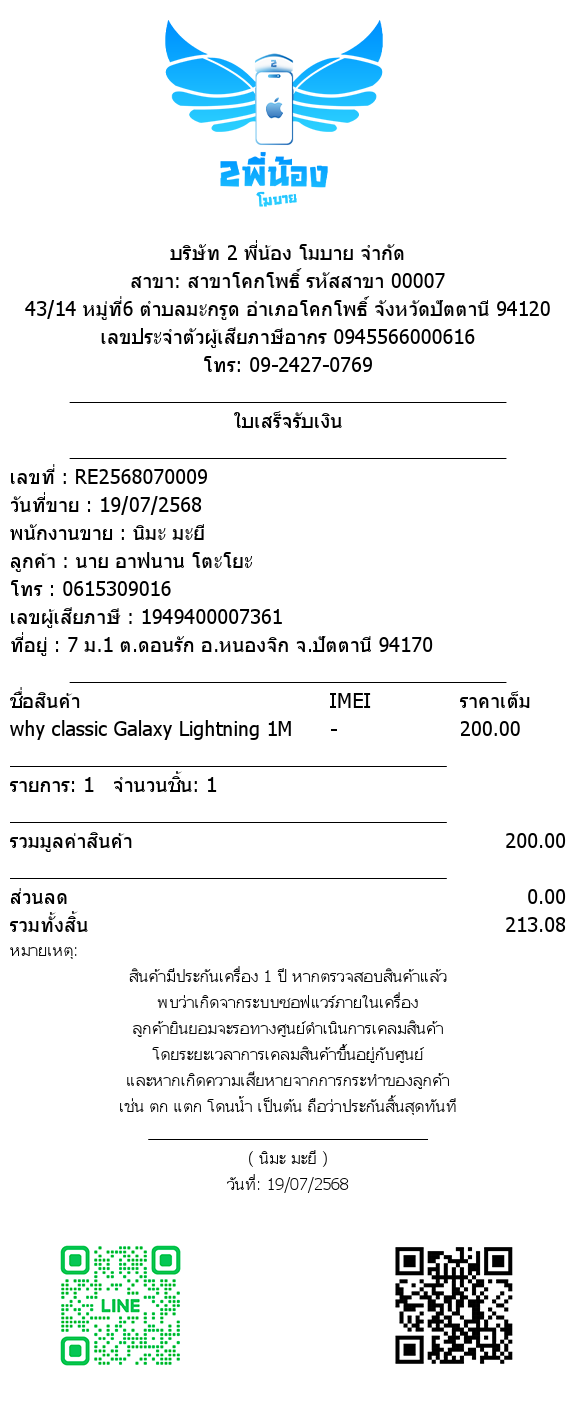 2
2พี่น้อง
โมบาย
บริษัท 2 พี่น้อง โมบาย จำกัด
สาขา: สาขาโคกโพธิ์ รหัสสาขา 00007
43/14 หมู่ที่6 ตำบลมะกรูด อำเภอโคกโพธิ์ จังหวัดปัตตานี 94120
เลขประจำตัวผู้เสียภาษีอากร 0945566000616
โทร: 09-2427-0769
ใบเสร็จรับเงิน
เลขที่ : RE2568070009
วันที่ขาย : 19/07/2568
พนักงานขาย : นิมะ มะยี
ลูกค้า : นาย อาฟนาน โตะโยะ
โทร : 0615309016
เลขผู้เสียภาษี : 1949400007361
ที่อยู่ : 7 ม.1 ต.ดอนรัก อ.หนองจิก จ.ปัตตานี 94170
ชื่อสินค้า IMEI ราคาเต็ม
why classic Galaxy Lightning 1M - 200.00
รายการ: 1 จำนวนชิ้น: 1
รวมมูลค่าสินค้า 200.00
ส่วนลด 0.00
รวมทั้งสิ้น 213.08
หมายเหตุ:
สินค้ามีประกันเครื่อง 1 ปี หากตรวจสอบสินค้าแล้ว
พบว่าเกิดจากระบบซอฟแวร์ภายในเครื่อง
ลูกค้ายินยอมจะรอทางศูนย์ดำเนินการเคลมสินค้า
โดยระยะเวลาการเคลมสินค้าขึ้นอยู่กับศูนย์
และหากเกิดความเสียหายจากการกระทำของลูกค้า
เช่น ตก แตก โดนน้ำ เป็นต้น ถือว่าประกันสิ้นสุดทันที
( นิมะ มะยี )
วันที่: 19/07/2568
LINE